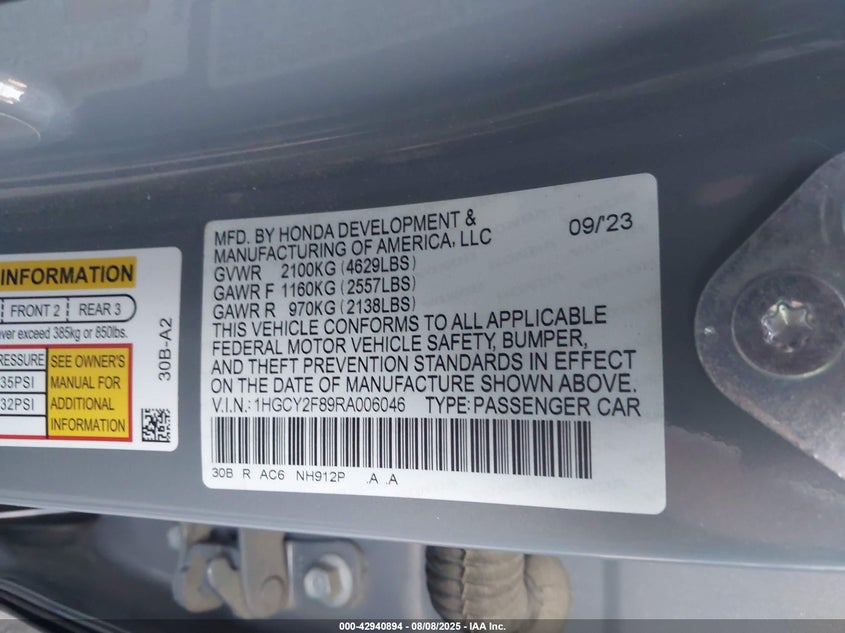 INFORMATION
FRONT 2 REAR 3
ever exceed 385kg or 850lbs.
RESSURE SEE OWNER'S
35PSI MANUAL FOR
32PSI ADDITIONAL
INFORMATION
30B-A2
MFD. BY HONDA DEVELOPMENT & 09/'23
MANUFACTURING OF AMERICA, LLC
GVWR 2100KG (4629LBS)
GAWR F 1160KG (2557LBS)
GAWR R 970KG (2138LBS)
THIS VEHICLE CONFORMS TO ALL APPLICABLE
FEDERAL MOTOR VEHICLE SAFETY, BUMPER,
AND THEFT PREVENTION STANDARDS IN EFFECT
ON THE DATE OF MANUFACTURE SHOWN ABOVE.
V.I.N.: 1HGCY2F89RA006046 TYPE: PASSENGER CAR
30B R AC6 NH912P .A .A
000-42940894 - 08/08/2025 - IAA Inc.